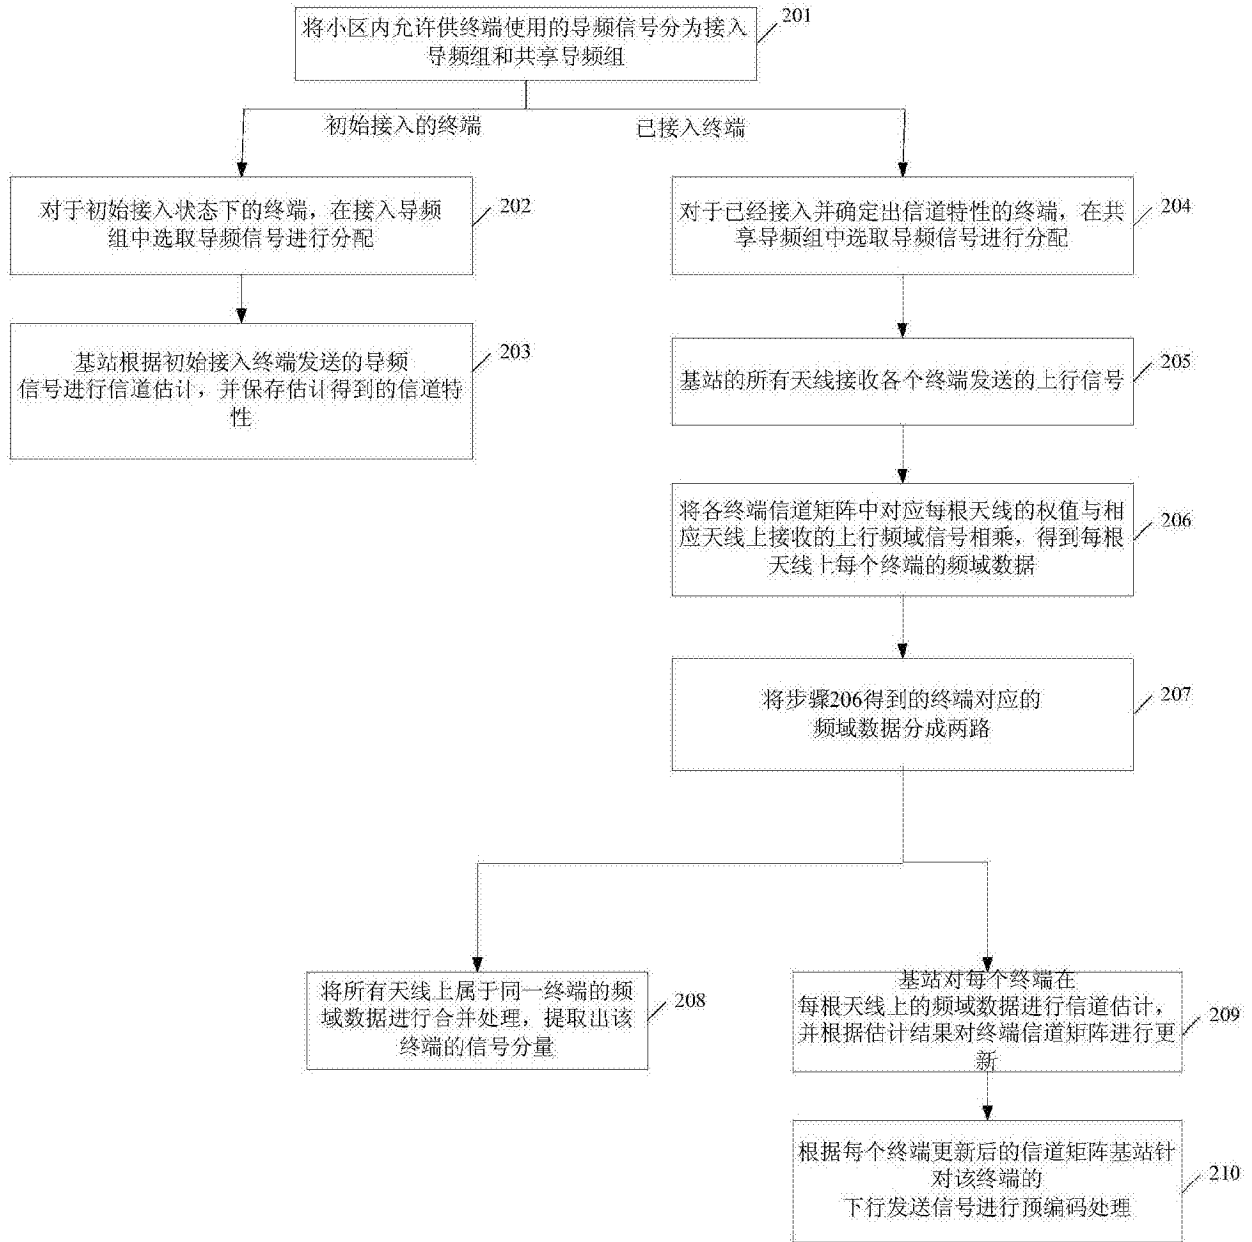 将小区内允许供终端使用的导频信号分为接入
导频组和共享导频组
201
初始接入的终端
已接入终端
对于初始接入状态下的终端，在接入导频
组中选取导频信号进行分配
202
对于已经接入并确定出信道特性的终端，在共
享导频组中选取导频信号进行分配
204
基站根据初始接入终端发送的导频
信号进行信道估计，并保存估计得到的信道特
性
203
基站的所有天线接收各个终端发送的上行信号
205
将各终端信道矩阵中对应每根天线的权值与相
应天线上接收的上行频域信号相乘，得到每根
天线上每个终端的频域数据
206
将步骤206得到的终端对应的
频域数据分成两路
207
将所有天线上属于同一终端的频
域数据进行合并处理，提取出该
终端的信号分量
208
基站对每个终端在
每根天线上的频域数据进行信道估计，
并根据估计结果对终端信道矩阵进行更
新
209
根据每个终端更新后的信道矩阵基站针
对该终端的
下行发送信号进行预编码处理
210